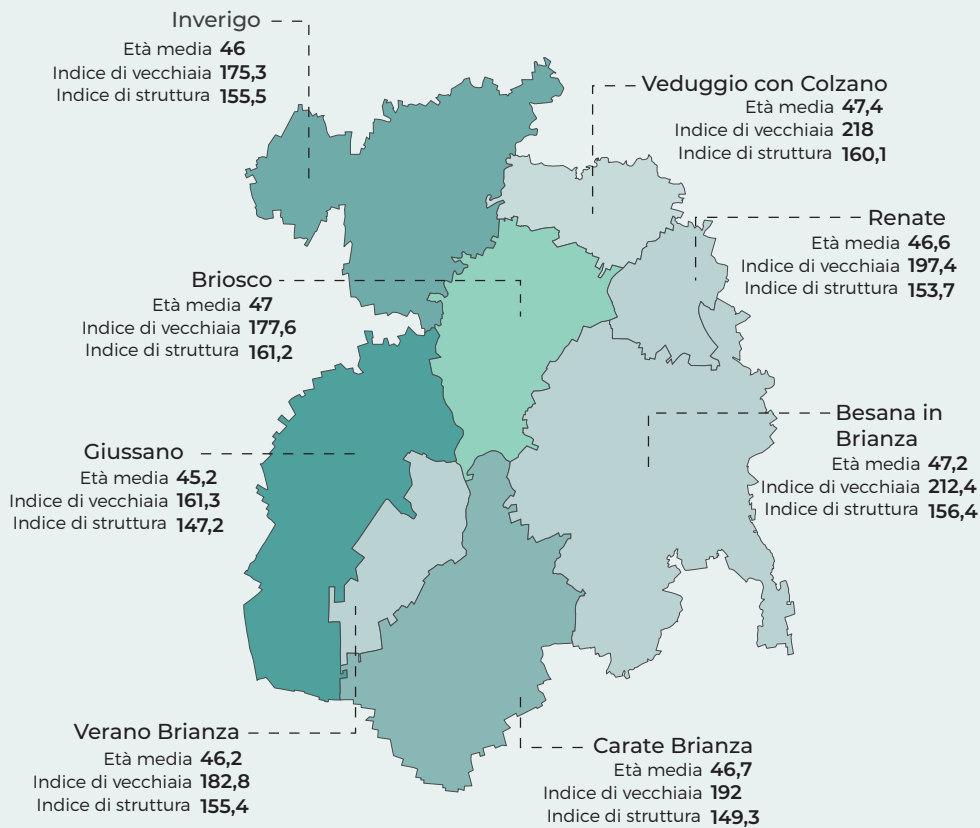 Inverigo
Età media 46
Indice di vecchiaia 175,3
Indice di struttura 155,5
Veduggio con Colzano
Età media 47,4
Indice di vecchiaia 218
Indice di struttura 160,1
Renate
Età media 46,6
Indice di vecchiaia 197,4
Indice di struttura 153,7
Briosco
Età media 47
Indice di vecchiaia 177,6
Indice di struttura 161,2
Besana in
Brianza
Età media 47,2
Indice di vecchiaia 212,4
Indice di struttura 156,4
Giussano
Età media 45,2
Indice di vecchiaia 161,3
Indice di struttura 147,2
Verano Brianza
Età media 46,2
Indice di vecchiaia 182,8
Indice di struttura 155,4
Carate Brianza
Età media 46,7
Indice di vecchiaia 192
Indice di struttura 149,3